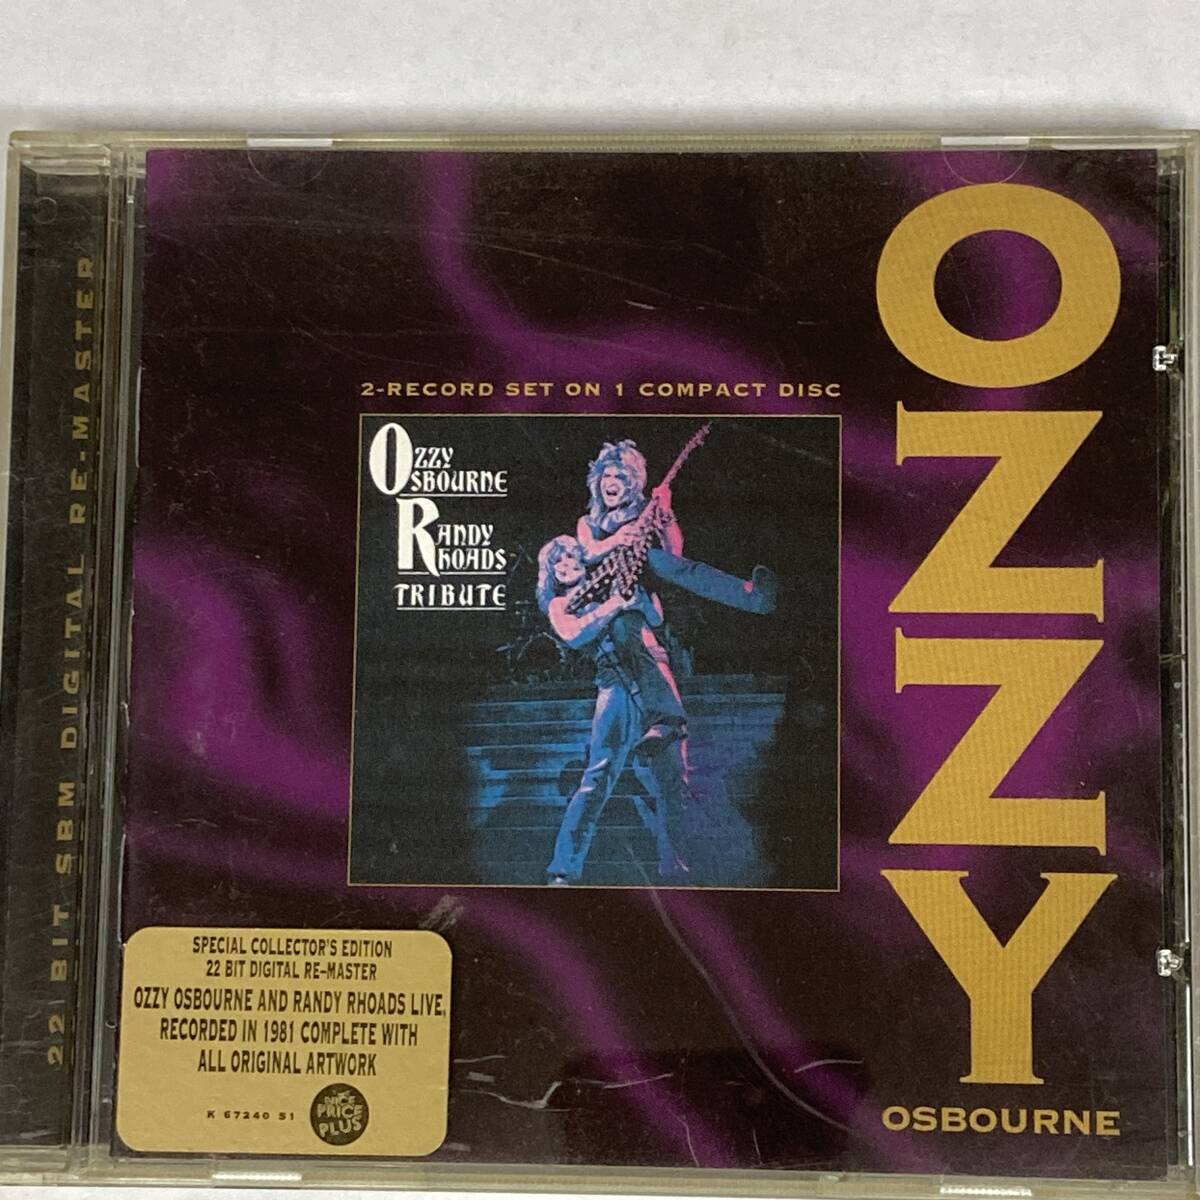 22 BIT SBM DIGITAL RE-MASTER
2-RECORD SET ON 1 COMPACT DISC
OZZY
OSBOURNE
RANDY
RHOADS
TRIBUTE
OZZY
OSBOURNE
SPECIAL COLLECTOR'S EDITION
22 BIT DIGITAL RE-MASTER
OZZY OSBOURNE AND RANDY RHOADS LIVE,
RECORDED IN 1981 COMPLETE WITH
ALL ORIGINAL ARTWORK
K 67240 S1
NICE
PRICE
PLUS